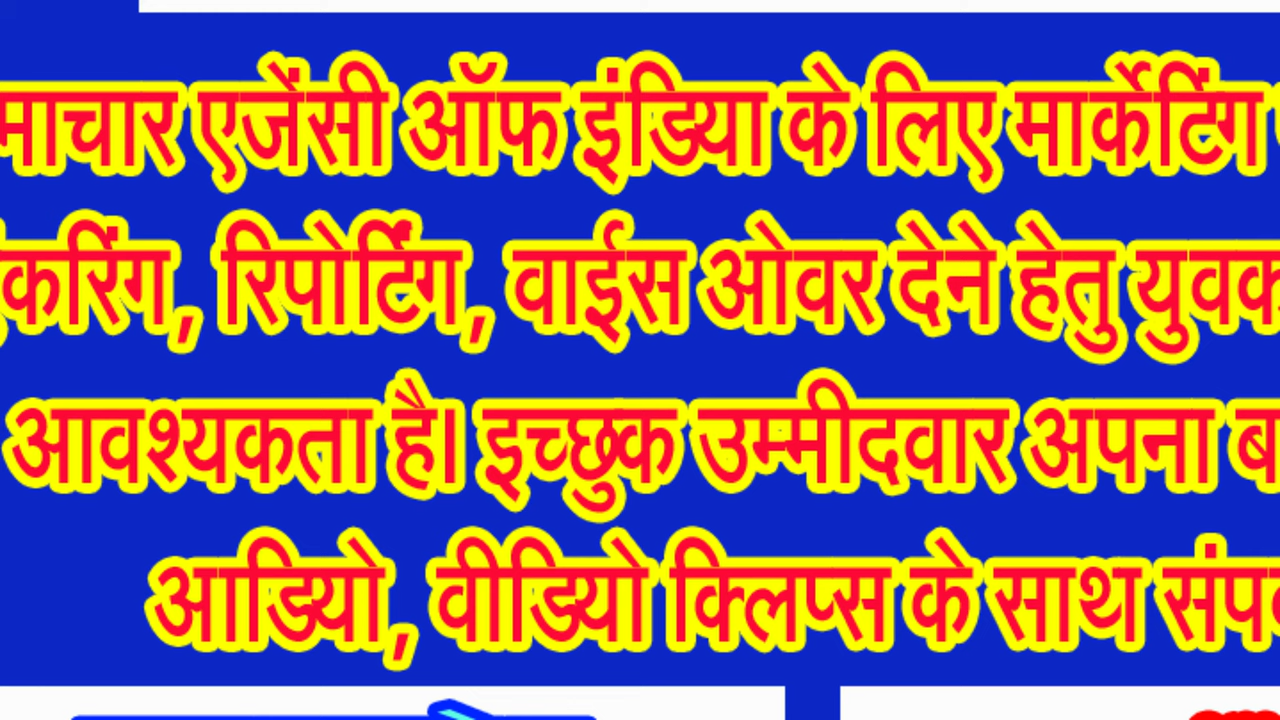 माचार एजेंसी ऑफ इंडिया के लिए मार्केटिंग
करिंग, रिपोर्टिंग, वाईस ओवर देने हेतु युवक
आवश्यकता है। इच्छुक उम्मीदवार अपना ब
आडियो, वीडियो क्लिप्स के साथ संप